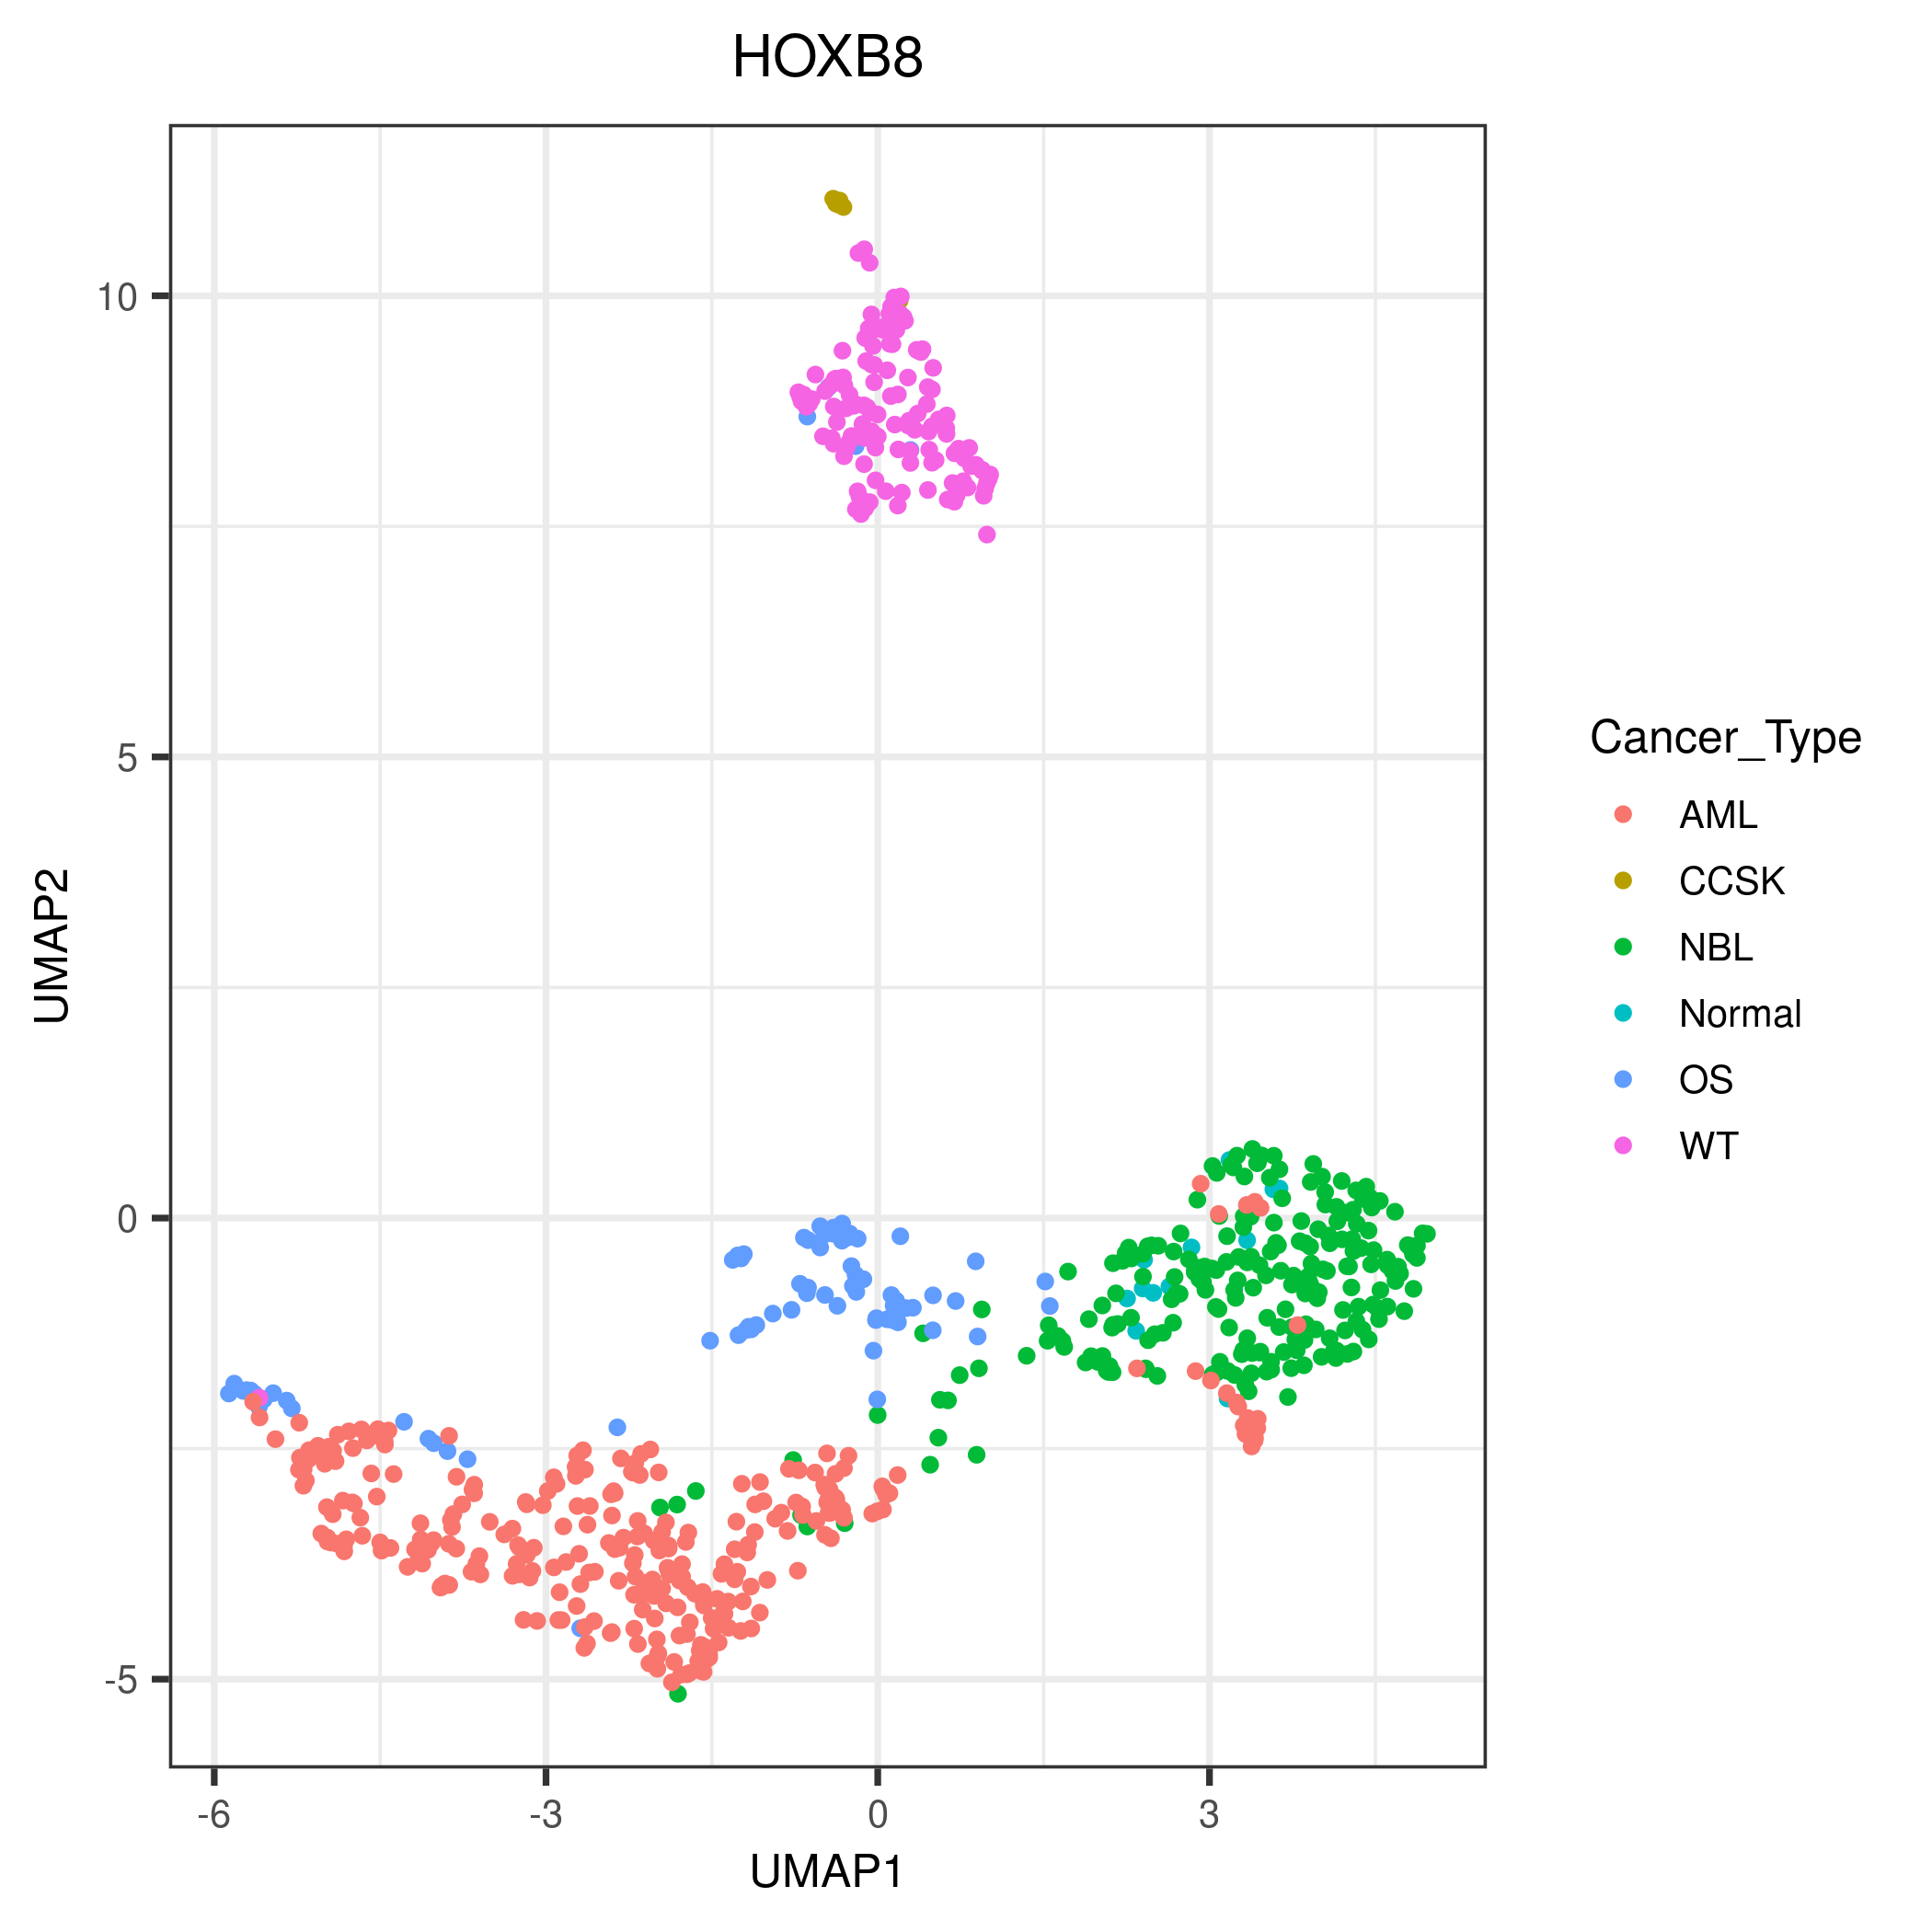 HOXB8
10
5
0
-5
UMAP2
-6
-3
0
3
UMAP1
Cancer_Type
AML
CCSK
NBL
Normal
OS
WT